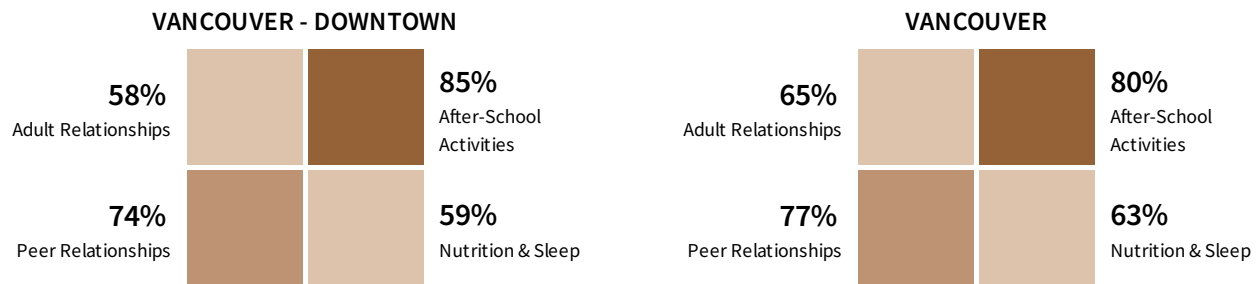 VANCOUVER - DOWNTOWN
58%
Adult Relationships
85%
After-School
Activities
74%
Peer Relationships
59%
Nutrition & Sleep
VANCOUVER
65%
Adult Relationships
80%
After-School
Activities
77%
Peer Relationships
63%
Nutrition & Sleep